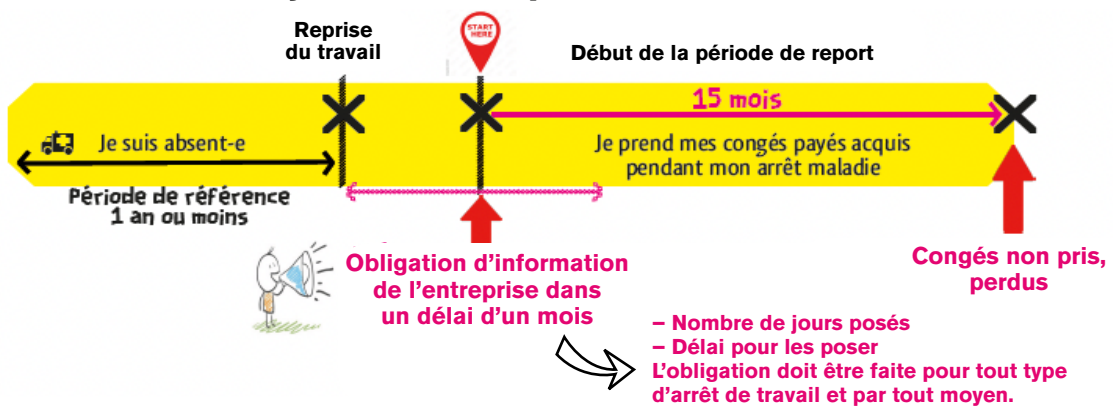 Reprise
du travail
START
HERE
Début de la période de report
15 mois
Je suis absent-e
Je prend mes congés payés acquis
pendant mon arrêt maladie
Période de référence
1 an ou moins
Obligation d'information
de l'entreprise dans
un délai d'un mois
Congés non pris,
perdus
– Nombre de jours posés
– Délai pour les poser
L'obligation doit être faite pour tout type
d'arrêt de travail et par tout moyen.